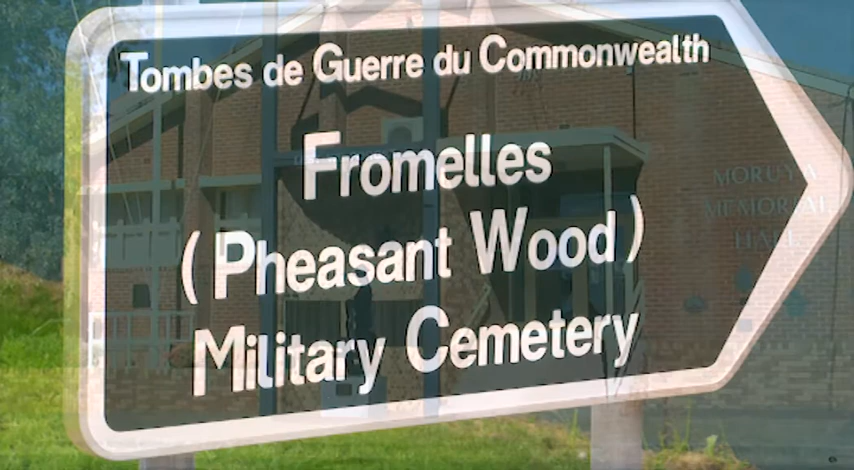 Tombes de Guerre du Commonwealth
Fromelles
(Pheasant Wood)
Military Cemetery
MORUYA
MEMORIAL
HALL